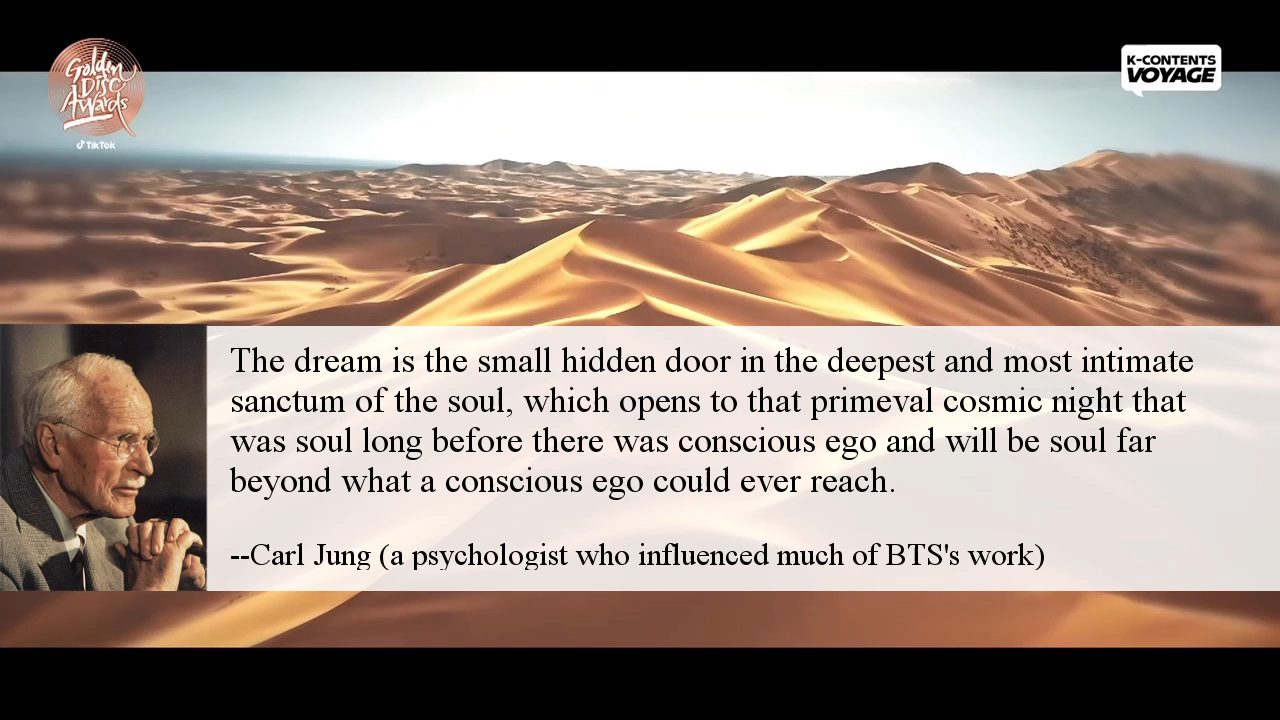 Golden
Disc
Awards
TikTok
K-CONTENTS
VOYAGE
The dream is the small hidden door in the deepest and most intimate
sanctum of the soul, which opens to that primeval cosmic night that
was soul long before there was conscious ego and will be soul far
beyond what a conscious ego could ever reach.
--Carl Jung (a psychologist who influenced much of BTS's work)